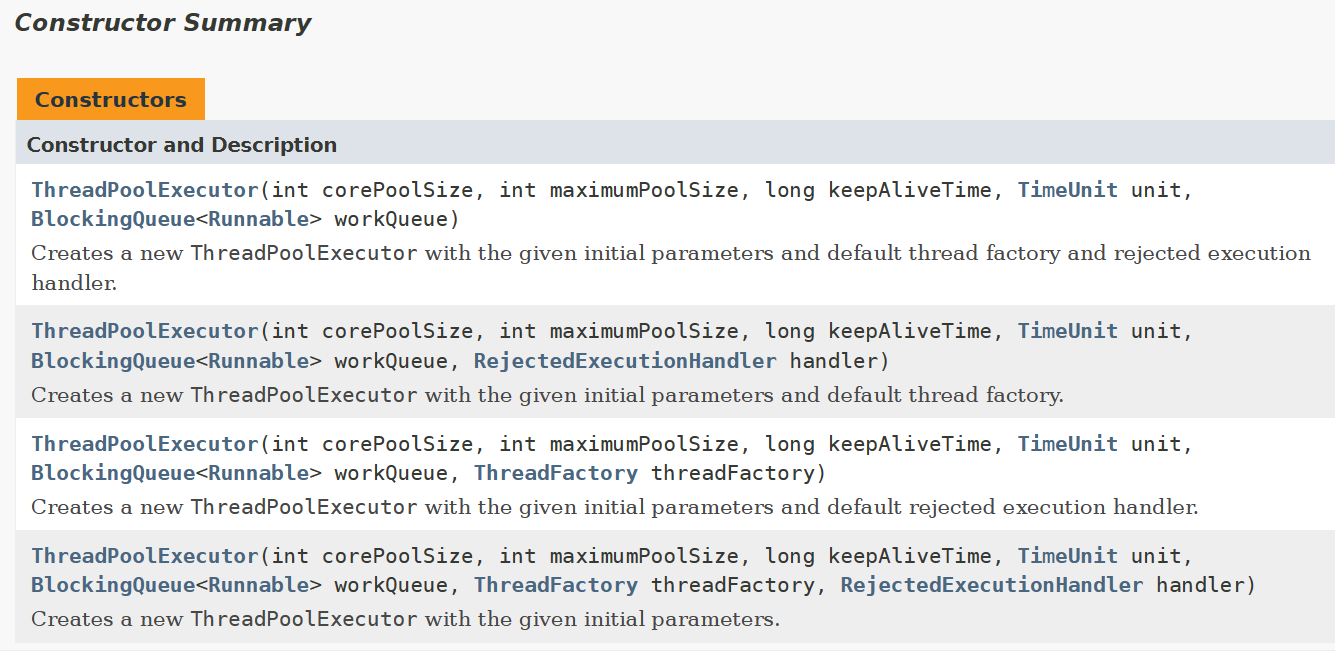 Constructor Summary
Constructors
Constructor and Description
ThreadPoolExecutor(int corePoolSize, int maximumPoolSize, long keepAliveTime, TimeUnit unit,
BlockingQueue<Runnable> workQueue)
Creates a new ThreadPoolExecutor with the given initial parameters and default thread factory and rejected execution
handler.
ThreadPoolExecutor(int corePoolSize, int maximumPoolSize, long keepAliveTime, TimeUnit unit,
BlockingQueue<Runnable> workQueue, RejectedExecutionHandler handler)
Creates a new ThreadPoolExecutor with the given initial parameters and default thread factory.
ThreadPoolExecutor(int corePoolSize, int maximumPoolSize, long keepAliveTime, TimeUnit unit,
BlockingQueue<Runnable> workQueue, ThreadFactory threadFactory)
Creates a new ThreadPoolExecutor with the given initial parameters and default rejected execution handler.
ThreadPoolExecutor(int corePoolSize, int maximumPoolSize, long keepAliveTime, TimeUnit unit,
BlockingQueue<Runnable> workQueue, ThreadFactory threadFactory, RejectedExecutionHandler handler)
Creates a new ThreadPoolExecutor with the given initial parameters.